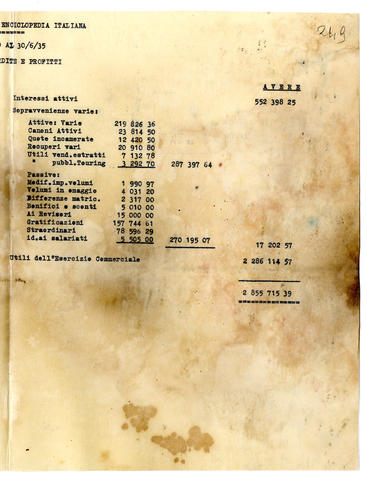 ENCICLOPEDIA ITALIANA
249
AL 30/6/35
DITE E PROFITTI
AVERE
Interessi attivi 552 398 25
Sopravvenienze varie:
Attive: Varie 219 826 36
Canoni Attivi 23 814 50
Quote incamerate 12 420 50
Recuperi vari 20 910 80
Utili vend.estratti 7 132 78
" pubbl.Touring 3 292 70 287 397 64
Passive:
Modif.imp.volumi 1 990 97
Volumi in omaggio 4 031 20
Differenze matric. 2 317 00
Bonifici e sconti 5 010 00
Ai Revisori 15 000 00
Gratificazioni 157 744 61
Straordinari 78 596 29
id.ai salariati 5 505 00 270 195 07 17 202 57
Utili dell'Esercizio Commerciale 2 286 114 57
2 855 715 39